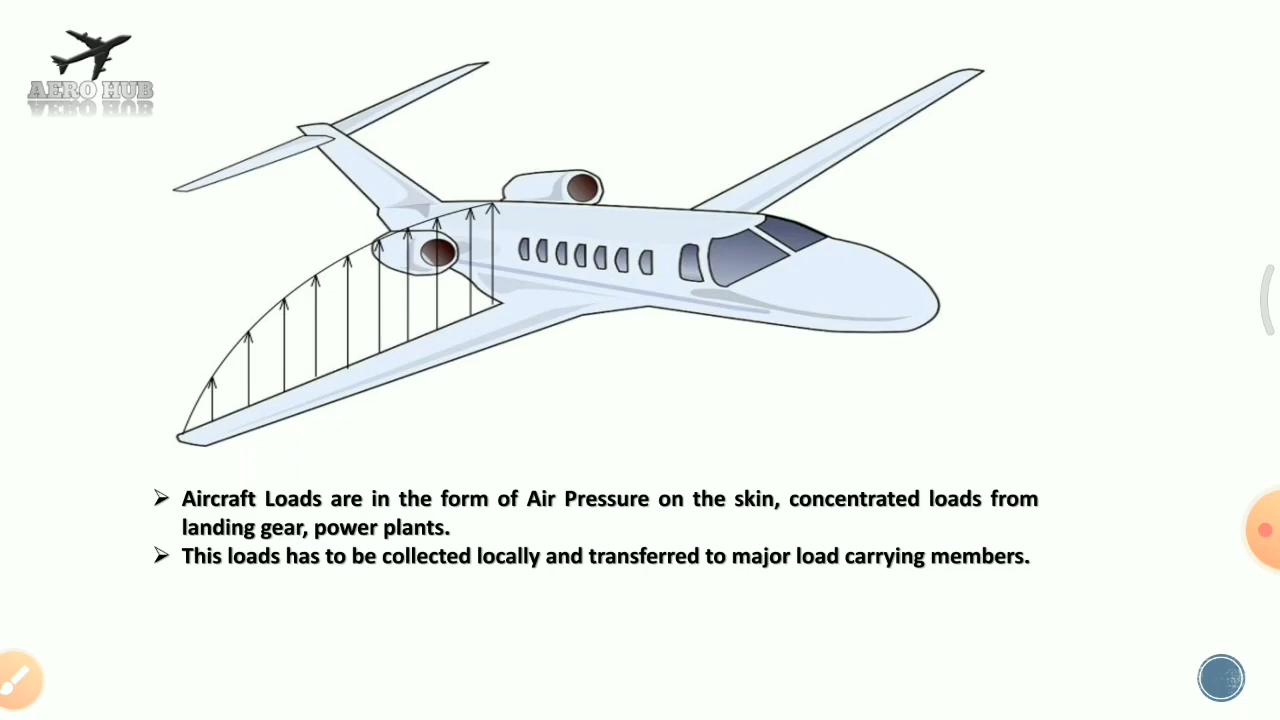 AERO HUB
➢ Aircraft Loads are in the form of Air Pressure on the skin, concentrated loads from
landing gear, power plants.
➢ This loads has to be collected locally and transferred to major load carrying members.